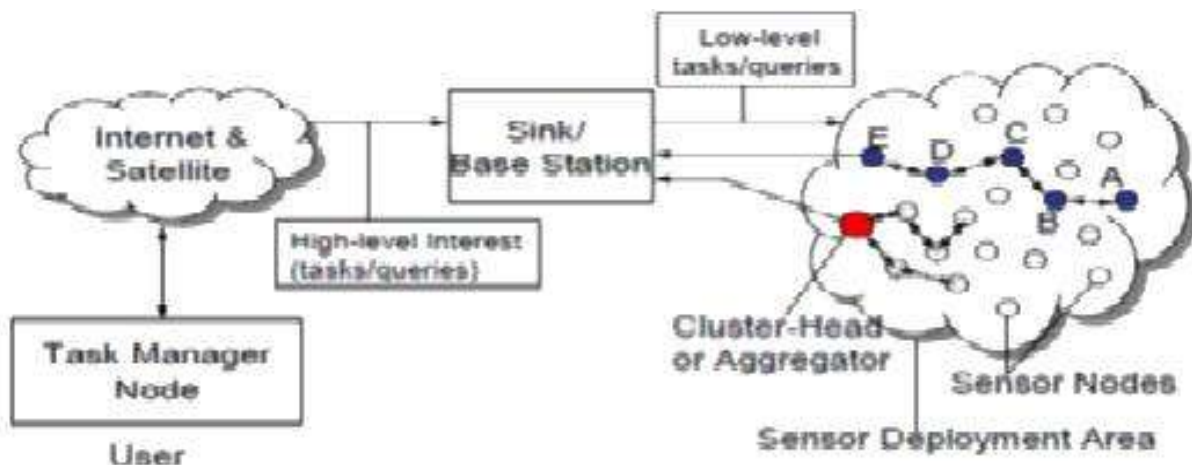 Low-level
tasks/queries
Internet &
Satellite
Sink/
Base Station
E
D
C
A
B
High-level Interest
(tasks/queries)
Task Manager
Node
User
Cluster-Head
or Aggregator
Sensor Nodes
Sensor Deployment Area